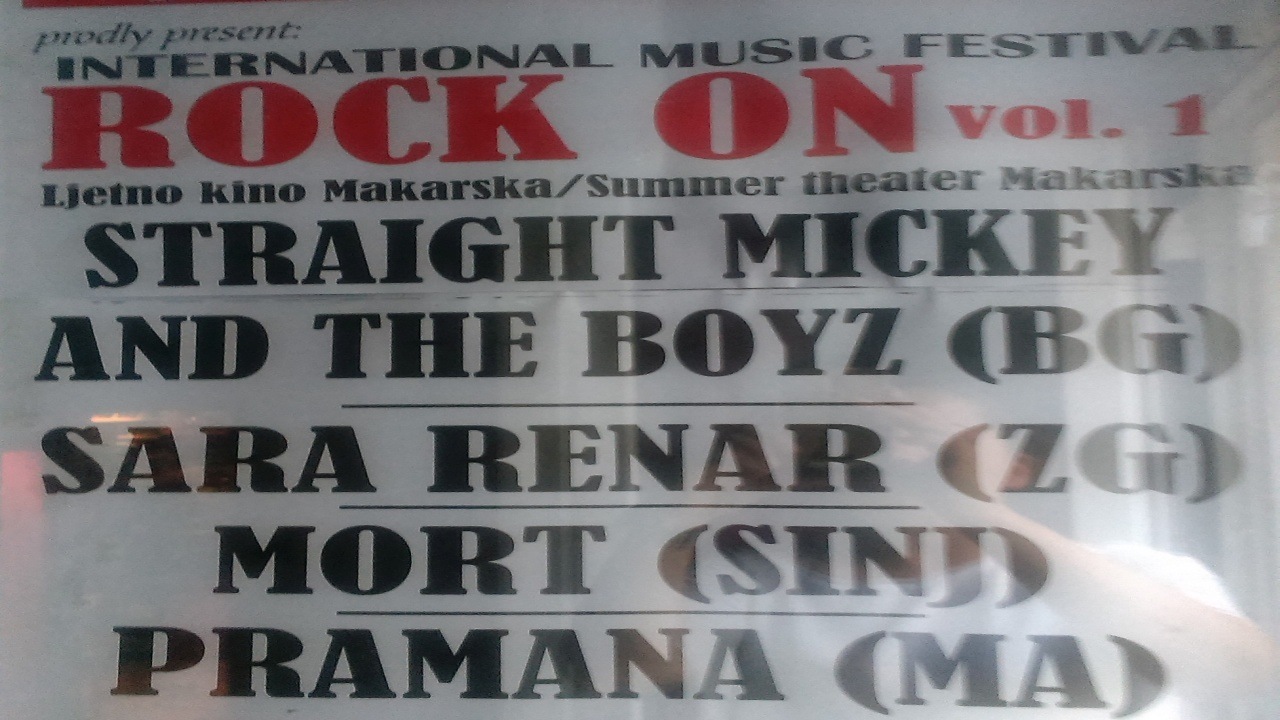 prodly present:
INTERNATIONAL MUSIC FESTIVAL
ROCK ON vol. 1
Ljetno kino Makarska/Summer theater Makarska
STRAIGHT MICKEY
AND THE BOYZ (BG)
SARA RENAR (ZG)
MORT (SINJ)
PRAMANA (MA)